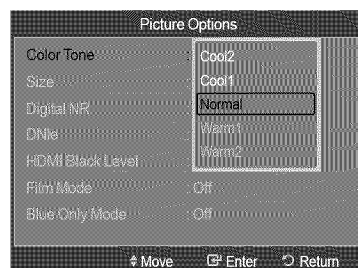 Picture Options
Color Tone :
Cool2
Cool1
Normal
Warm1
Warm2
Size
Digital NR
DNIe
HDMI Black Level
Film Mode : Off
Blue Only Mode : Off
Move Enter Return